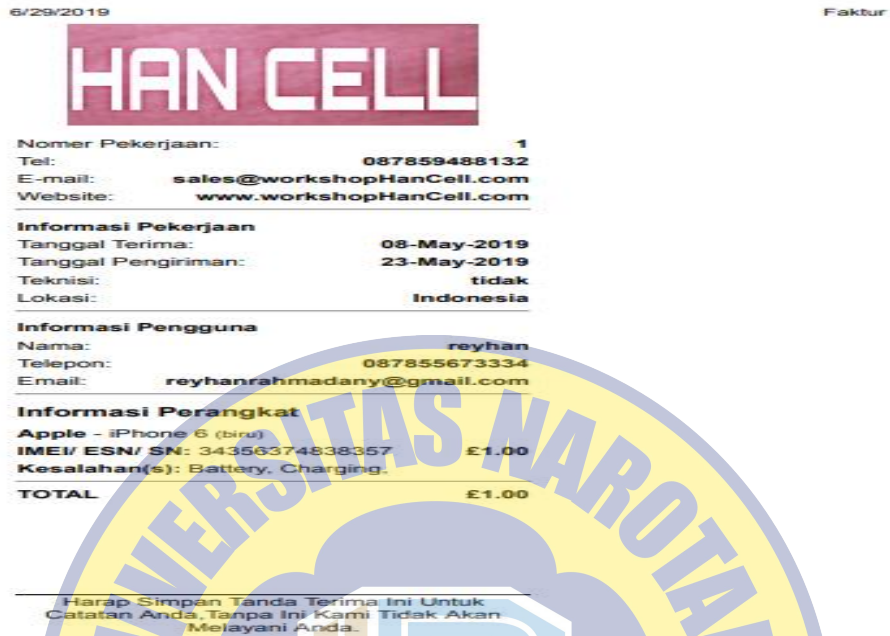 6/29/2019 Faktur
HAN CELL
Nomer Pekerjaan: 1
Tel: 087859488132
E-mail: sales@workshopHanCell.com
Website: www.workshopHanCell.com
Informasi Pekerjaan
Tanggal Terima: 08-May-2019
Tanggal Pengiriman: 23-May-2019
Teknisi: tidak
Lokasi: Indonesia
Informasi Pengguna
Nama: reyhan
Telepon: 087855673334
Email: reyhanrahmadany@gmail.com
Informasi Perangkat
Apple - iPhone 6 (biru)
IMEI/ ESN/ SN: 34356374838357 £1.00
Kesalahan(s): Battery, Charging,
TOTAL £1.00
Harap Simpan Tanda Terima Ini Untuk
Catatan Anda,Tanpa Ini Kami Tidak Akan
Melayani Anda.
VERSITAS NAROTA